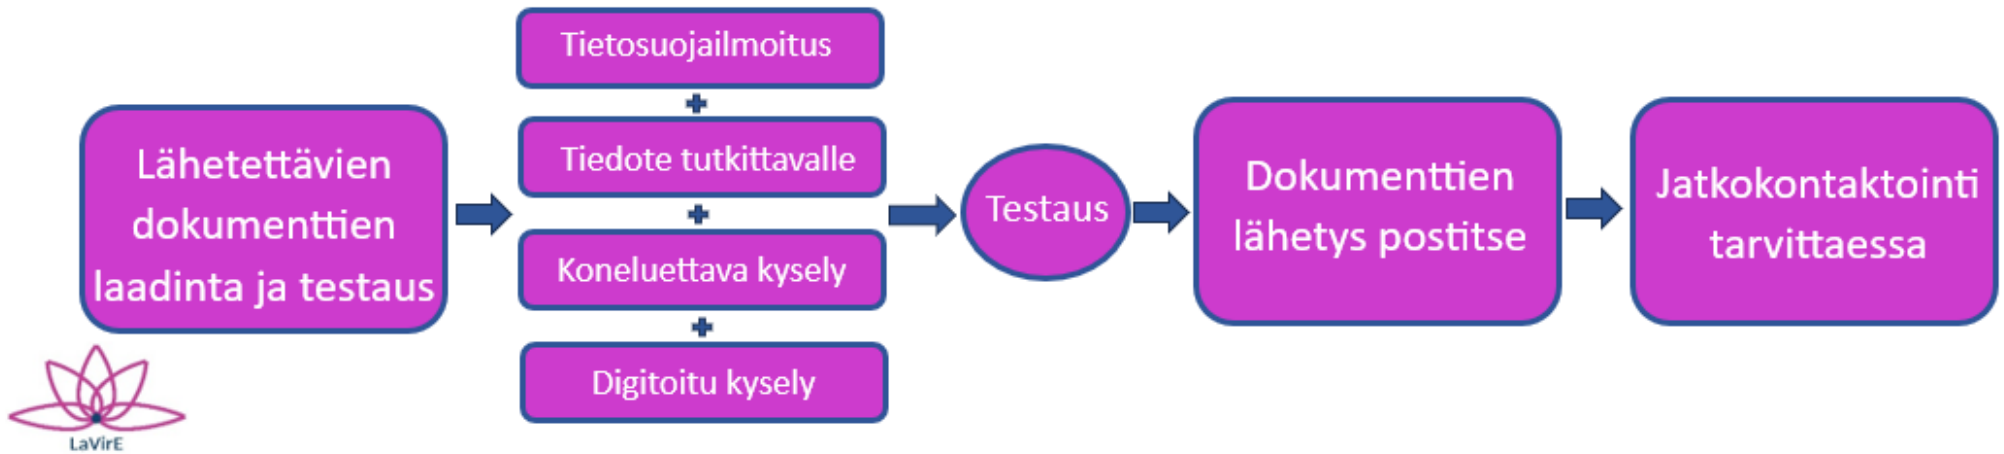 Lähetettävien
dokumenttien
laadinta ja testaus
Tietosuojailmoitus
Tiedote tutkittavalle
Koneluettava kysely
Digitoitu kysely
Testaus
Dokumenttien
lähetys postitse
Jatkokontaktointi
tarvittaessa
LaVirE